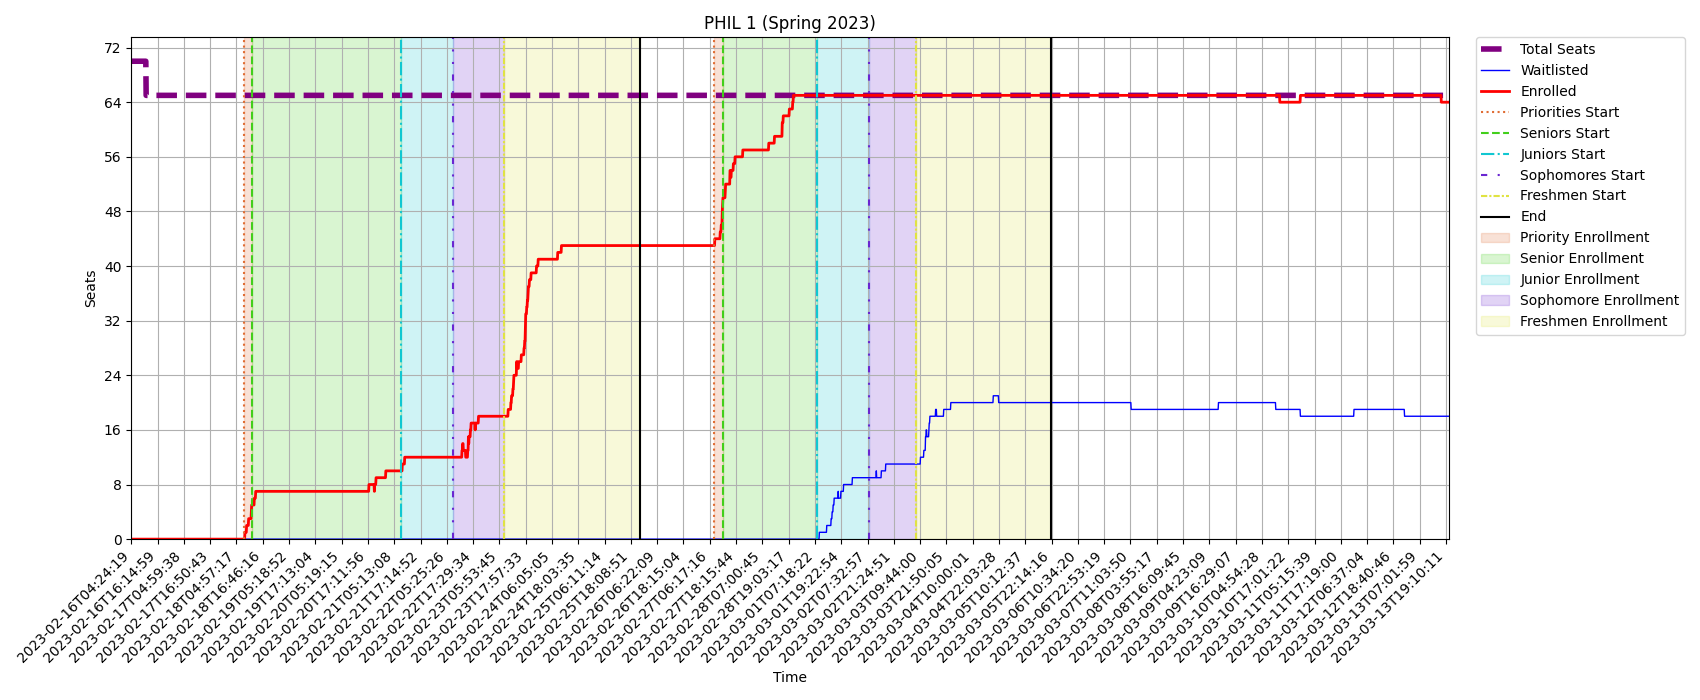 PHIL 1 (Spring 2023)
72
64
56
48
40
32
24
16
8
0
Seats
2023-02-16T04:24:19
2023-02-16T16:14:59
2023-02-17T04:59:38
2023-02-17T16:50:43
2023-02-18T04:57:17
2023-02-18T16:46:16
2023-02-19T05:18:52
2023-02-19T17:13:04
2023-02-20T05:19:15
2023-02-20T17:11:56
2023-02-21T05:13:08
2023-02-21T17:14:52
2023-02-22T05:25:26
2023-02-22T17:29:34
2023-02-23T05:53:45
2023-02-23T17:57:33
2023-02-24T06:05:05
2023-02-24T18:03:35
2023-02-25T06:11:14
2023-02-25T18:08:51
2023-02-26T06:22:09
2023-02-26T18:15:04
2023-02-27T06:17:16
2023-02-27T18:15:44
2023-02-28T07:00:45
2023-02-28T19:03:17
2023-03-01T07:18:22
2023-03-01T19:22:54
2023-03-02T07:32:57
2023-03-02T21:24:51
2023-03-03T09:44:00
2023-03-03T21:50:05
2023-03-04T10:00:01
2023-03-04T22:03:28
2023-03-05T10:12:37
2023-03-05T22:14:16
2023-03-06T10:34:20
2023-03-06T22:53:19
2023-03-07T11:03:50
2023-03-08T03:55:17
2023-03-08T16:09:45
2023-03-09T04:23:09
2023-03-09T16:29:07
2023-03-10T04:54:28
2023-03-10T17:01:22
2023-03-11T05:15:39
2023-03-11T17:19:00
2023-03-12T06:37:04
2023-03-12T18:40:46
2023-03-13T07:01:59
2023-03-13T19:10:11
Time
Total Seats
Waitlisted
Enrolled
Priorities Start
Seniors Start
Juniors Start
Sophomores Start
Freshmen Start
End
Priority Enrollment
Senior Enrollment
Junior Enrollment
Sophomore Enrollment
Freshmen Enrollment